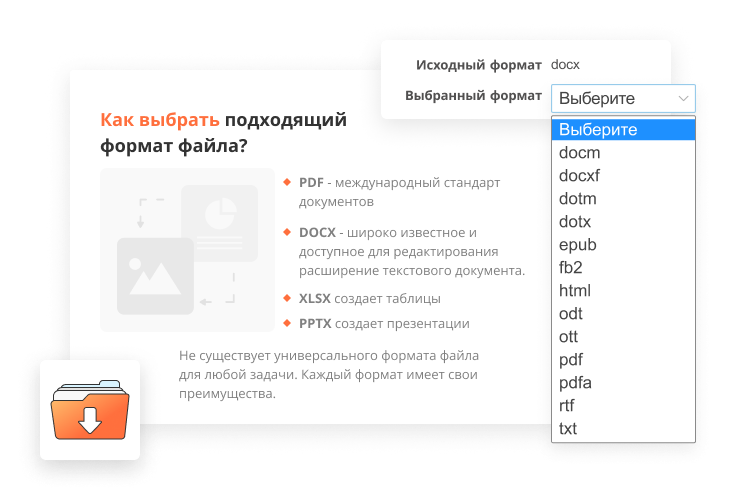 Исходный формат docx
Выбранный формат Выберите
Выберите
docm
docxf
dotm
dotx
epub
fb2
html
odt
ott
pdf
pdfa
rtf
txt
Как выбрать подходящий
формат файла?
PDF - международный стандарт
документов
DOCX - широко известное и
доступное для редактирования
расширение текстового документа.
XLSX создает таблицы
PPTX создает презентации
Не существует универсального формата файла
для любой задачи. Каждый формат имеет свои
преимущества.